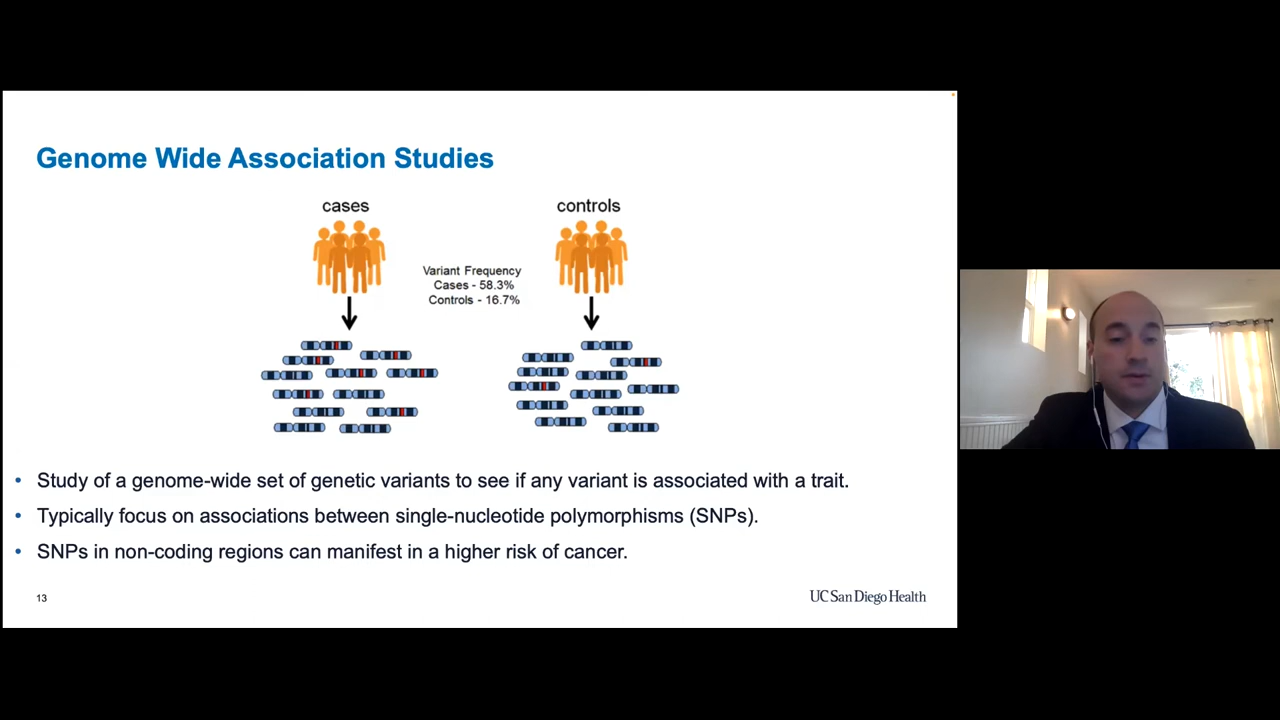 Genome Wide Association Studies
cases
controls
Variant Frequency
Cases - 58.3%
Controls - 16.7%
• Study of a genome-wide set of genetic variants to see if any variant is associated with a trait.
• Typically focus on associations between single-nucleotide polymorphisms (SNPs).
• SNPs in non-coding regions can manifest in a higher risk of cancer.
13
UC San Diego Health